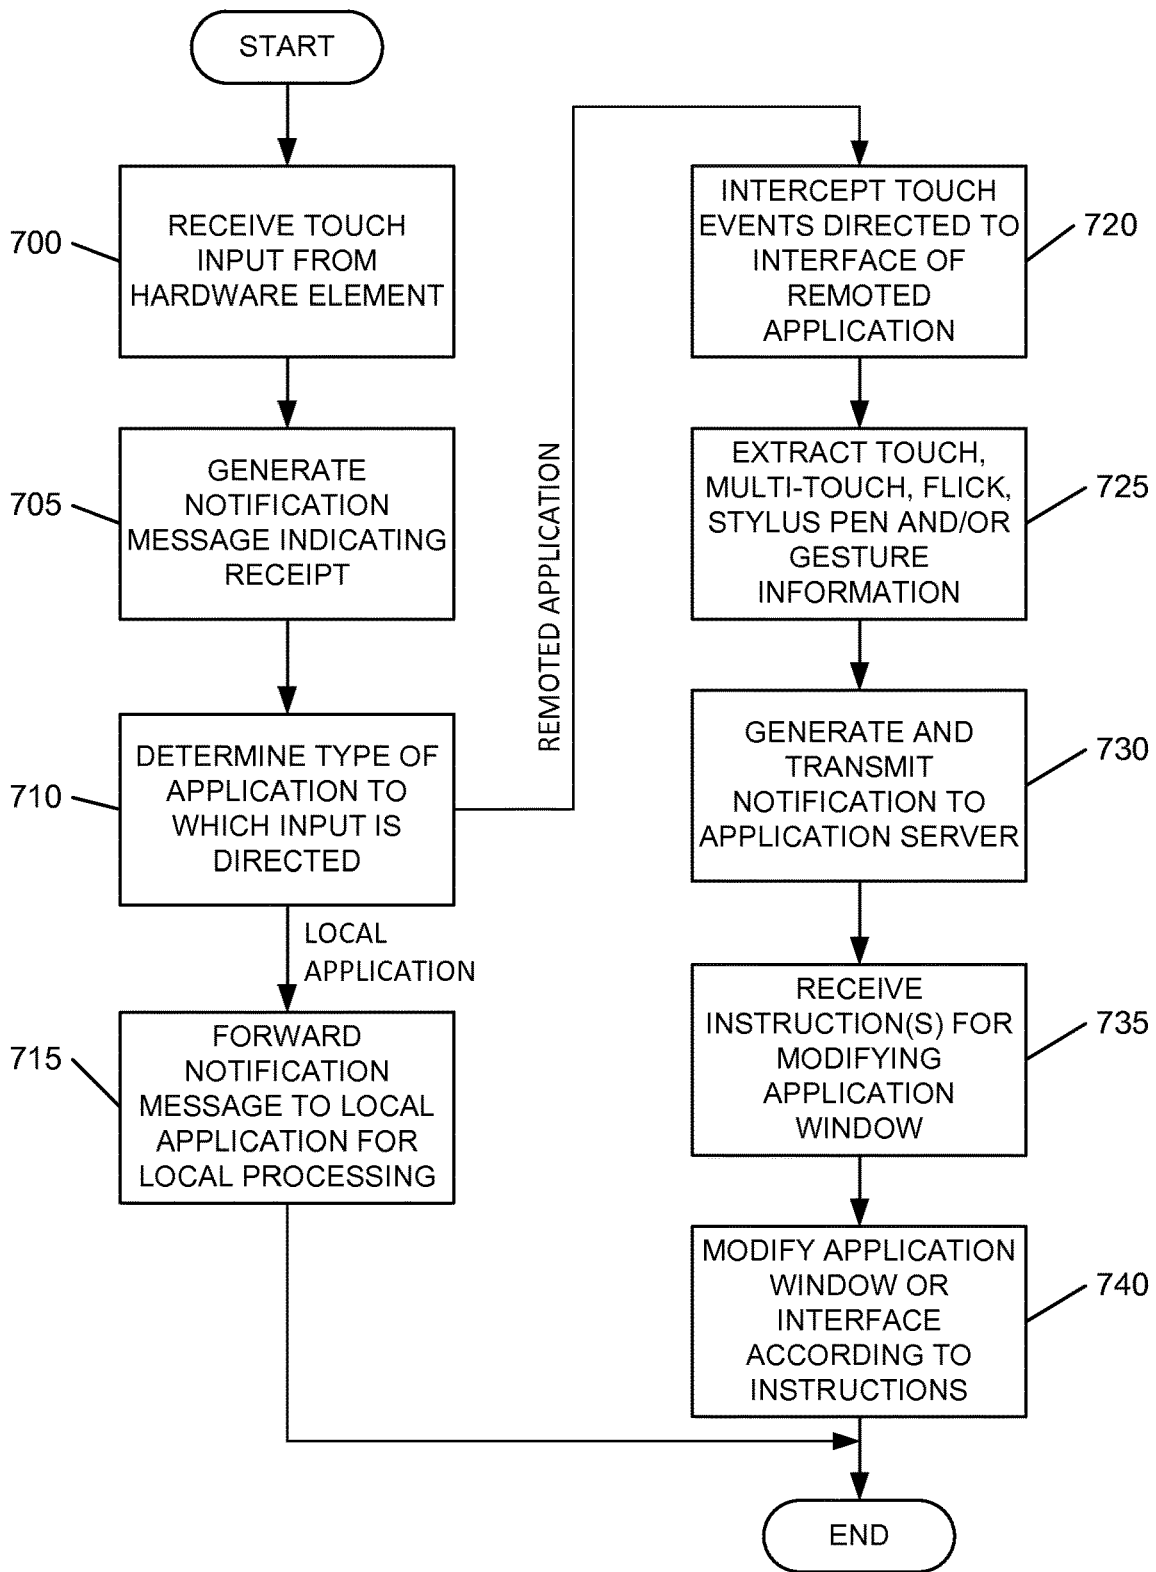 START
700
RECEIVE TOUCH
INPUT FROM
HARDWARE ELEMENT
705
GENERATE
NOTIFICATION
MESSAGE INDICATING
RECEIPT
710
DETERMINE TYPE OF
APPLICATION TO
WHICH INPUT IS
DIRECTED
LOCAL
APPLICATION
715
FORWARD
NOTIFICATION
MESSAGE TO LOCAL
APPLICATION FOR
LOCAL PROCESSING
REMOTED APPLICATION
INTERCEPT TOUCH
EVENTS DIRECTED TO
INTERFACE OF
REMOTED
APPLICATION
720
EXTRACT TOUCH,
MULTI-TOUCH, FLICK,
STYLUS PEN AND/OR
GESTURE
INFORMATION
725
GENERATE AND
TRANSMIT
NOTIFICATION TO
APPLICATION SERVER
730
RECEIVE
INSTRUCTION(S) FOR
MODIFYING
APPLICATION
WINDOW
735
MODIFY APPLICATION
WINDOW OR
INTERFACE
ACCORDING TO
INSTRUCTIONS
740
END